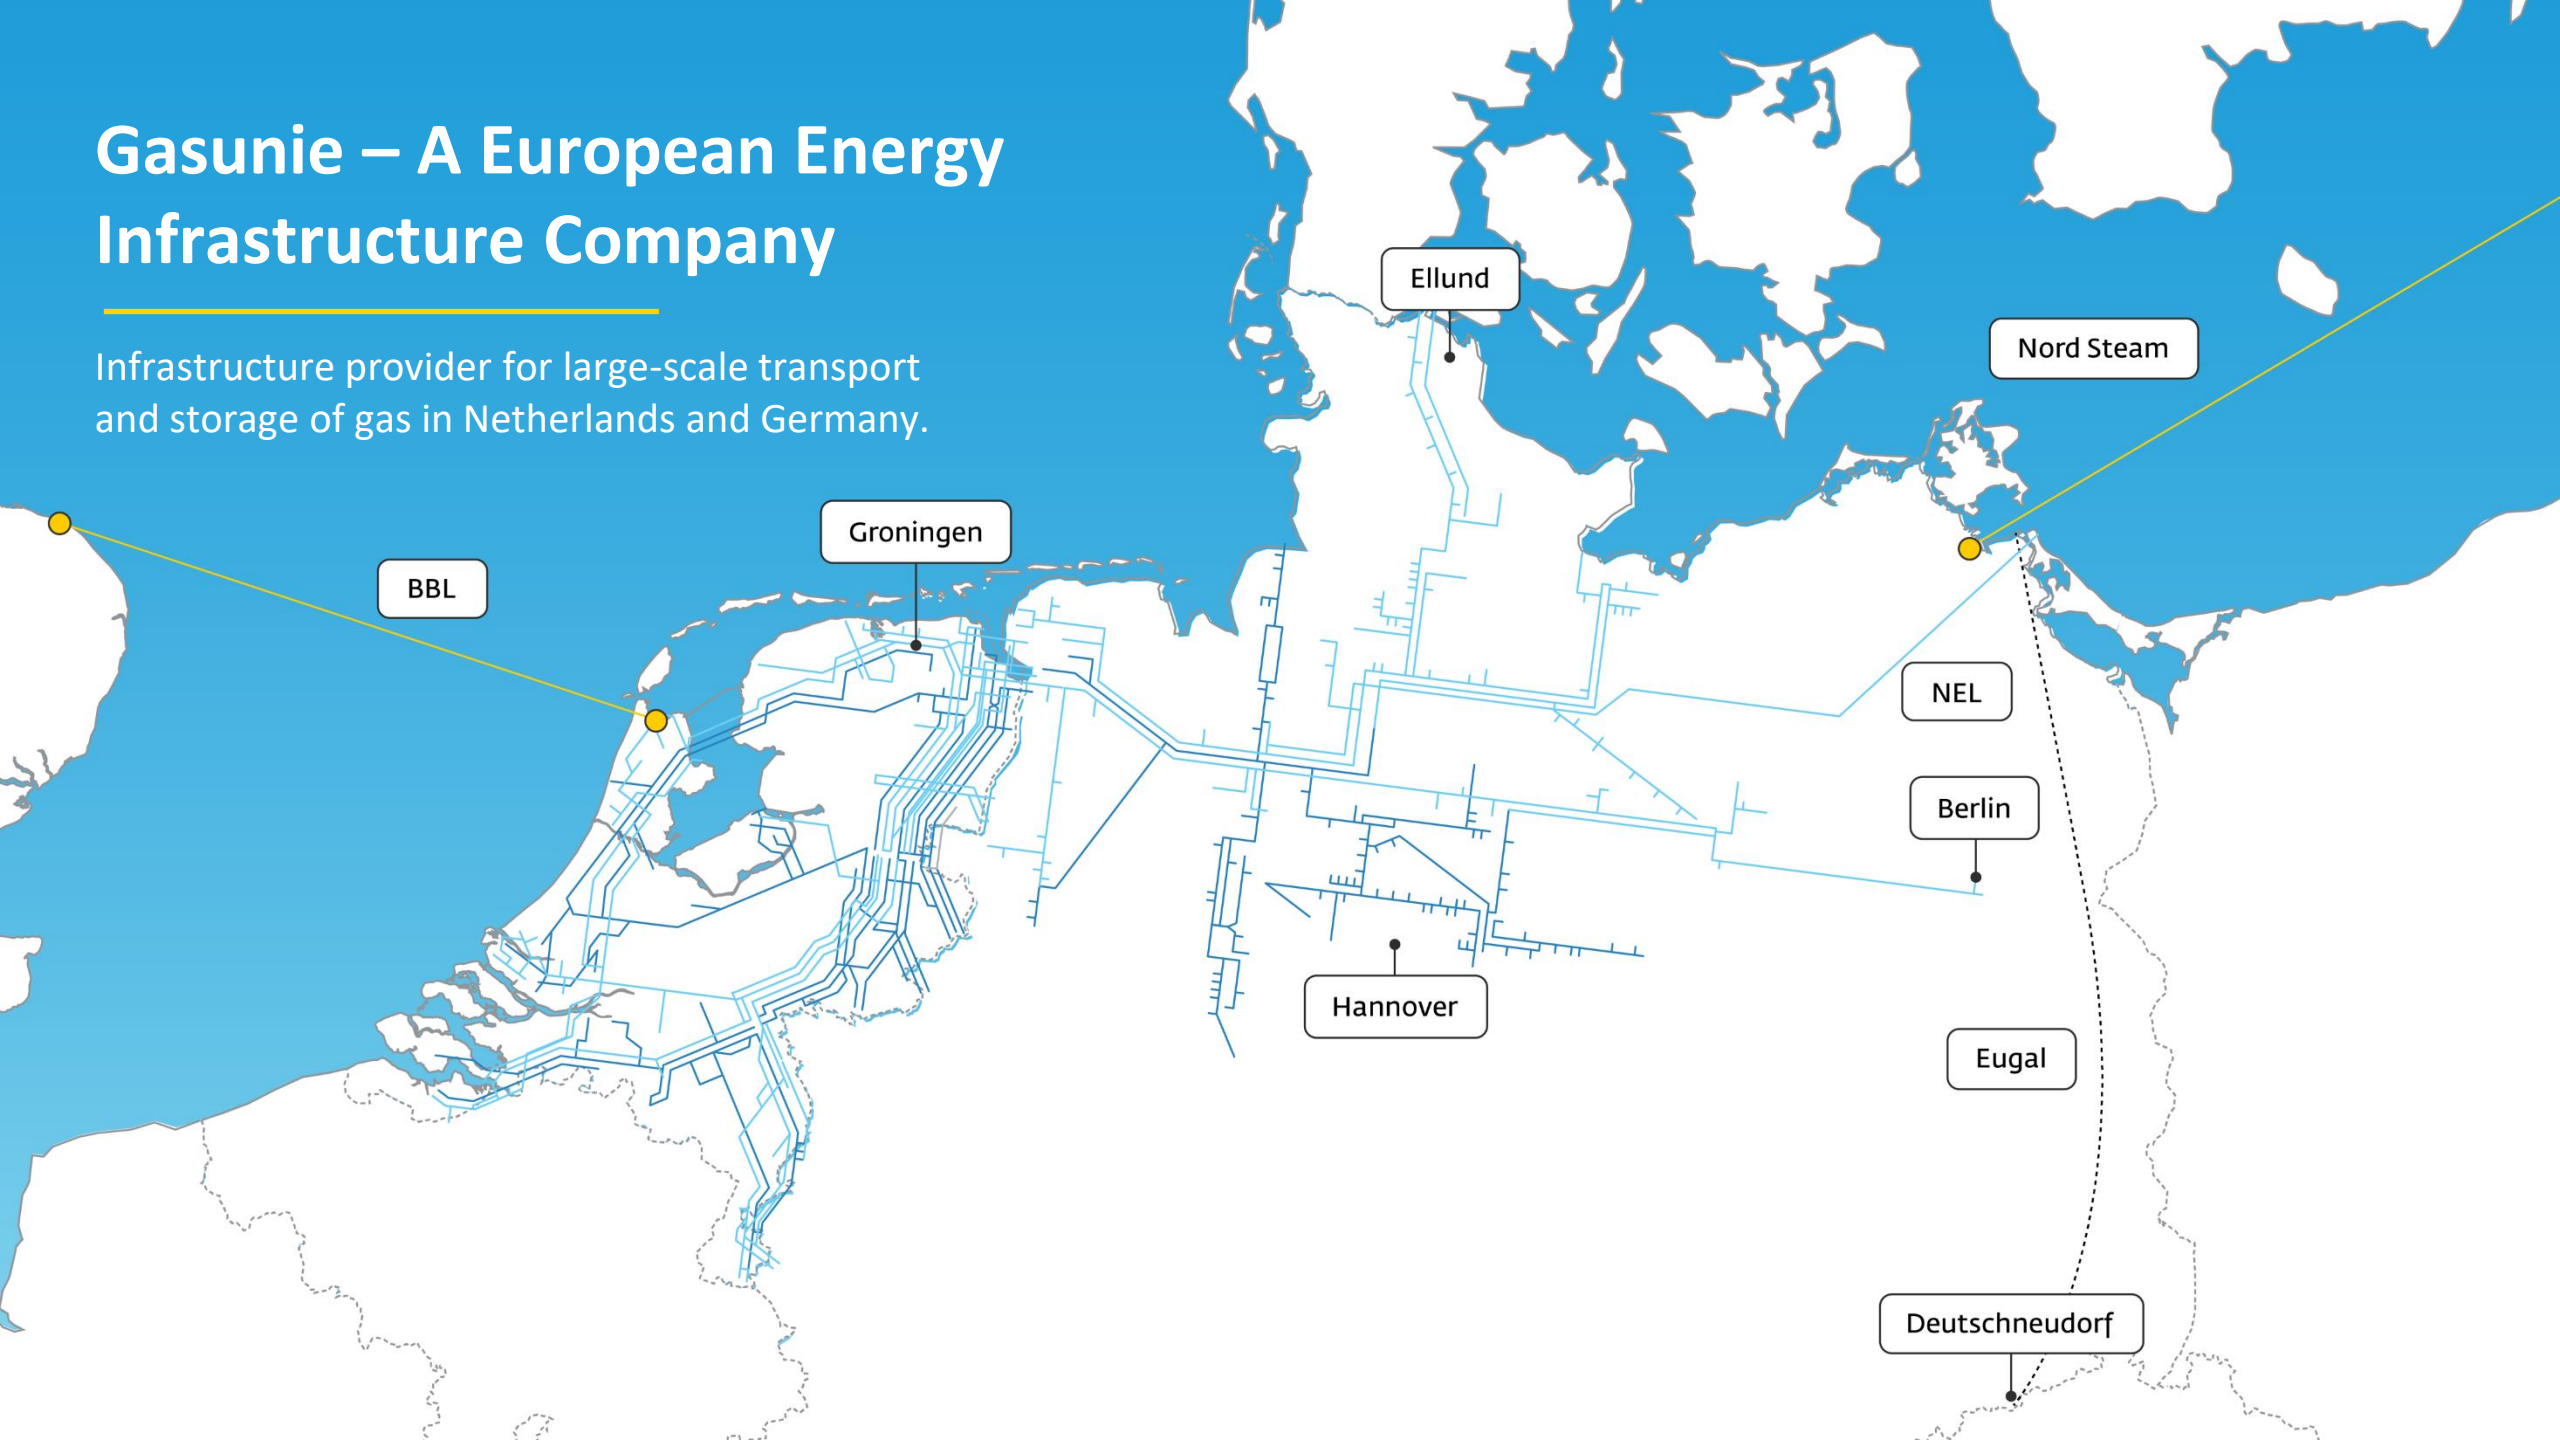 Gasunie – A European Energy
Infrastructure Company
Infrastructure provider for large-scale transport
and storage of gas in Netherlands and Germany.
Ellund
Nord Steam
Groningen
BBL
NEL
Berlin
Hannover
Eugal
Deutschneudorf